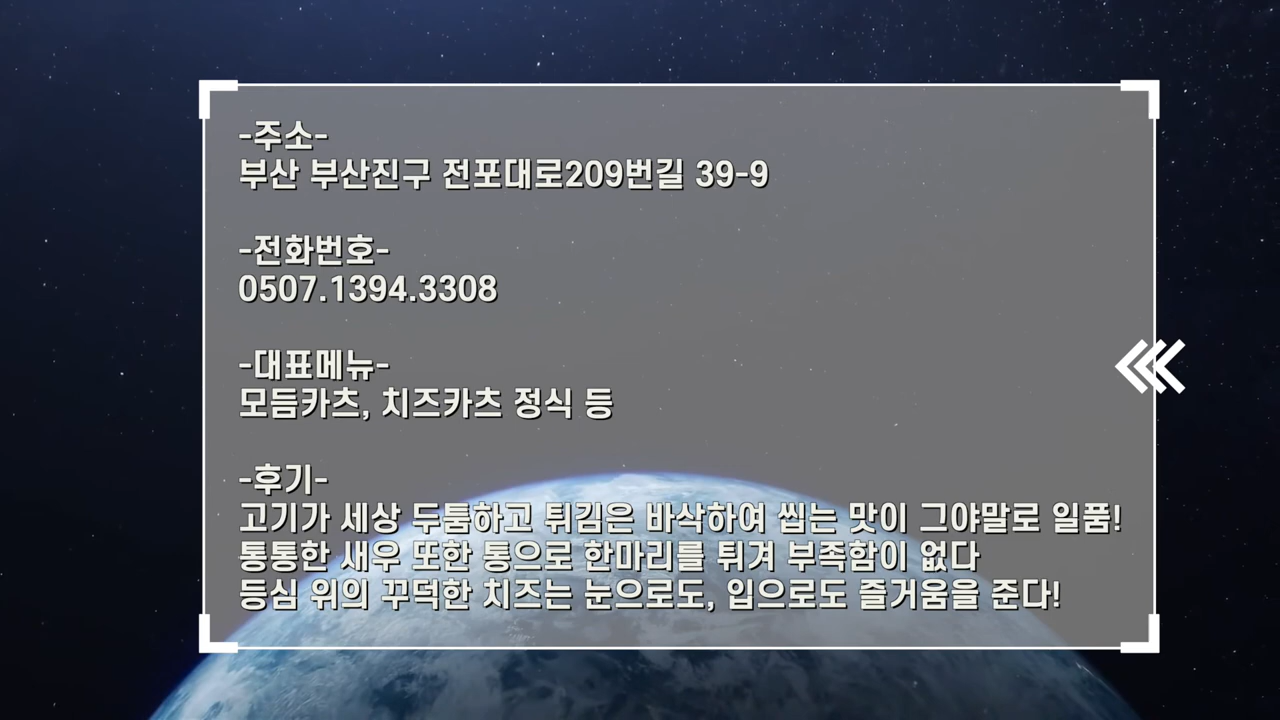 -주소-
부산 부산진구 전포대로209번길 39-9
-전화번호-
0507.1394.3308
-대표메뉴-
모듬카츠, 치즈카츠 정식 등
-후기-
고기가 세상 두툼하고 튀김은 바삭하여 씹는 맛이 그야말로 일품!
통통한 새우 또한 통으로 한마리를 튀겨 부족함이 없다
등심 위의 꾸덕한 치즈는 눈으로도, 입으로도 즐거움을 준다!